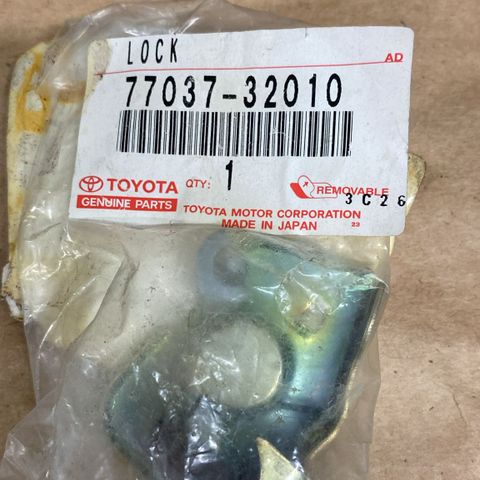 LOCK
AD
77037-32010
TOYOTA QTY: 1
GENUINE PARTS
REMOVABLE
3C26
TOYOTA MOTOR CORPORATION
MADE IN JAPAN 23